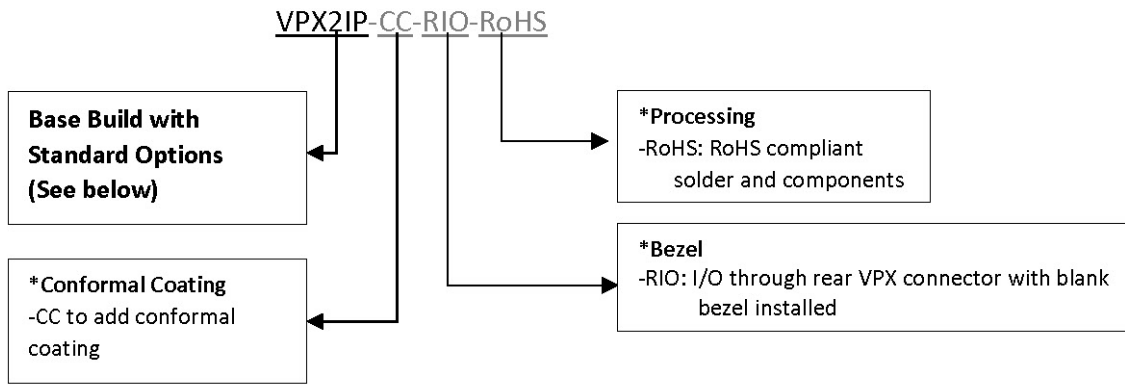 VPX2IP-CC-RIO-RoHS
Base Build with
Standard Options
(See below)
*Conformal Coating
-CC to add conformal
coating
*Processing
-RoHS: RoHS compliant
solder and components
*Bezel
-RIO: I/O through rear VPX connector with blank
bezel installed